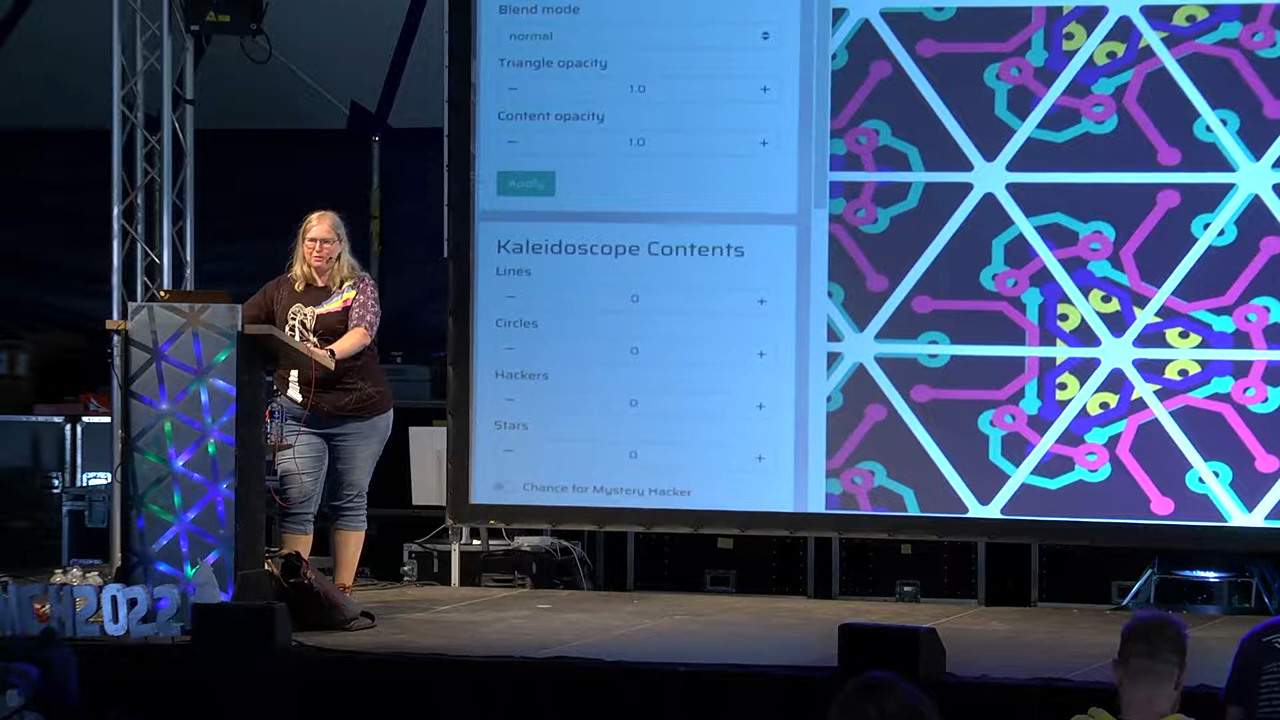 Blend mode
normal
Triangle opacity
− 1.0 +
Content opacity
− 1.0 +
Apply
Kaleidoscope Contents
Lines
− 0 +
Circles
− 0 +
Hackers
− 0 +
Stars
− 0 +
Chance for Mystery Hacker
MCH2022